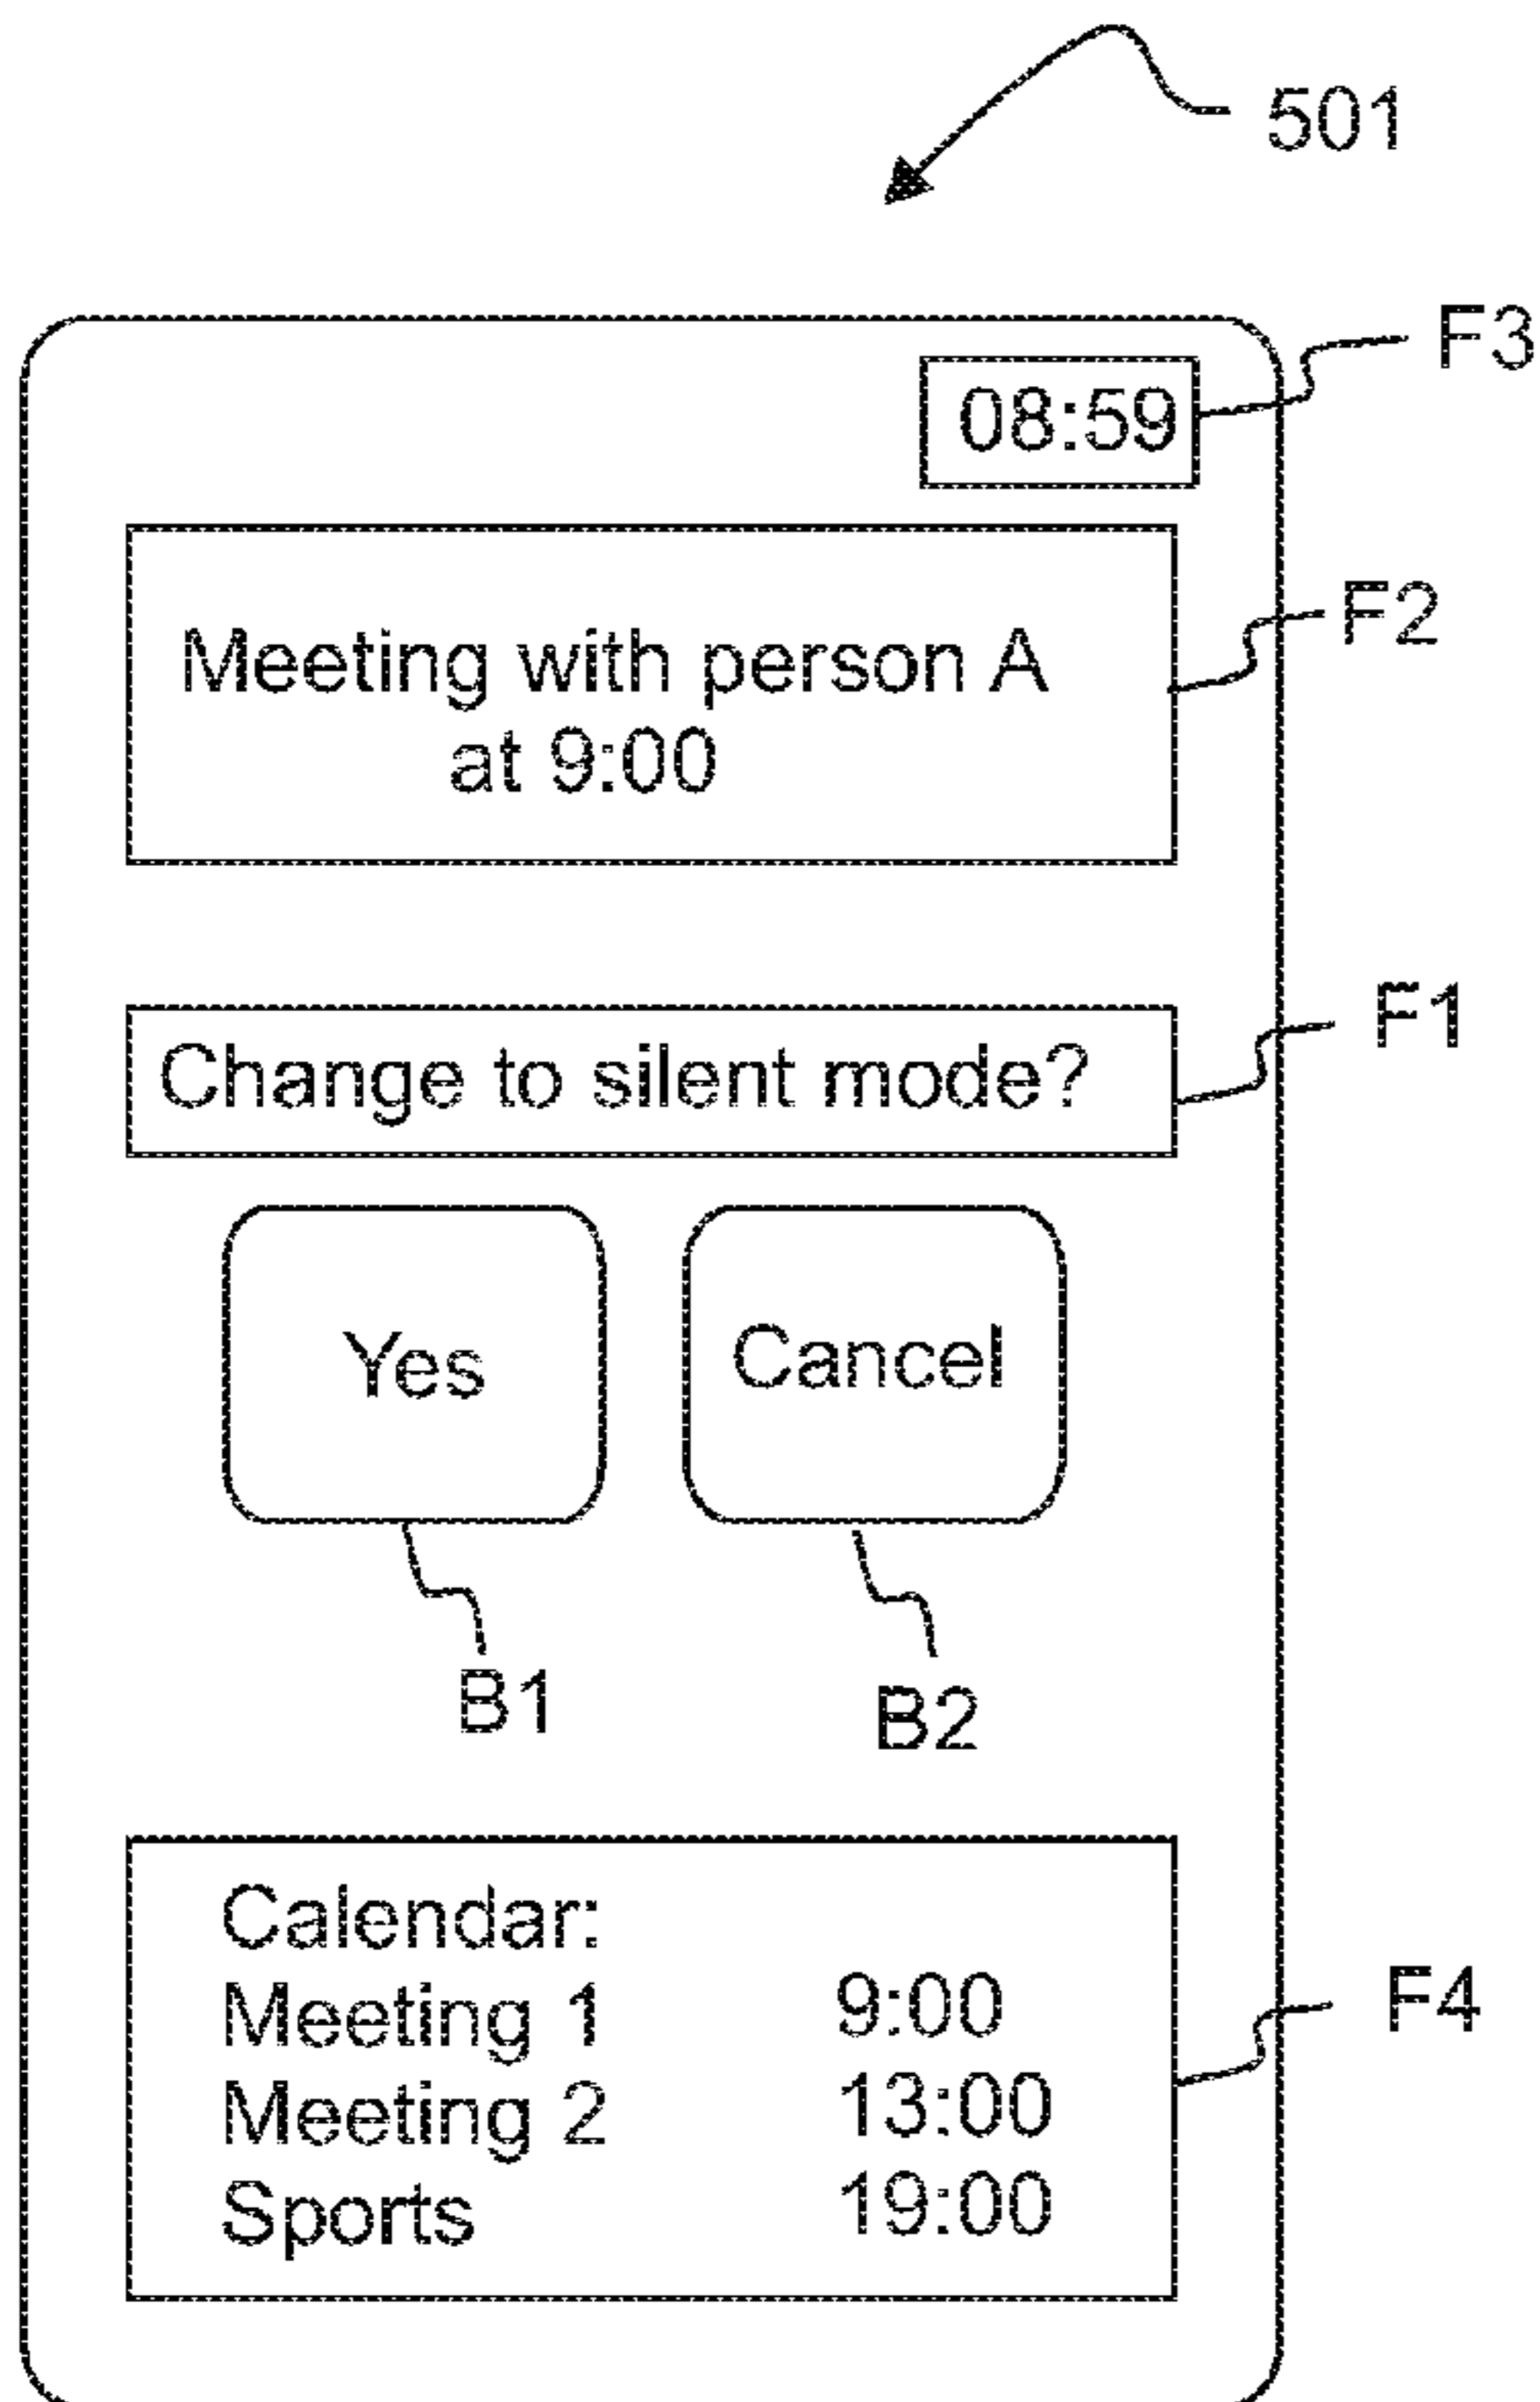 501
F3
08:59
F2
Meeting with person A
at 9:00
F1
Change to silent mode?
Yes
Cancel
B1
B2
Calendar:
Meeting 1 9:00
Meeting 2 13:00
Sports 19:00
F4